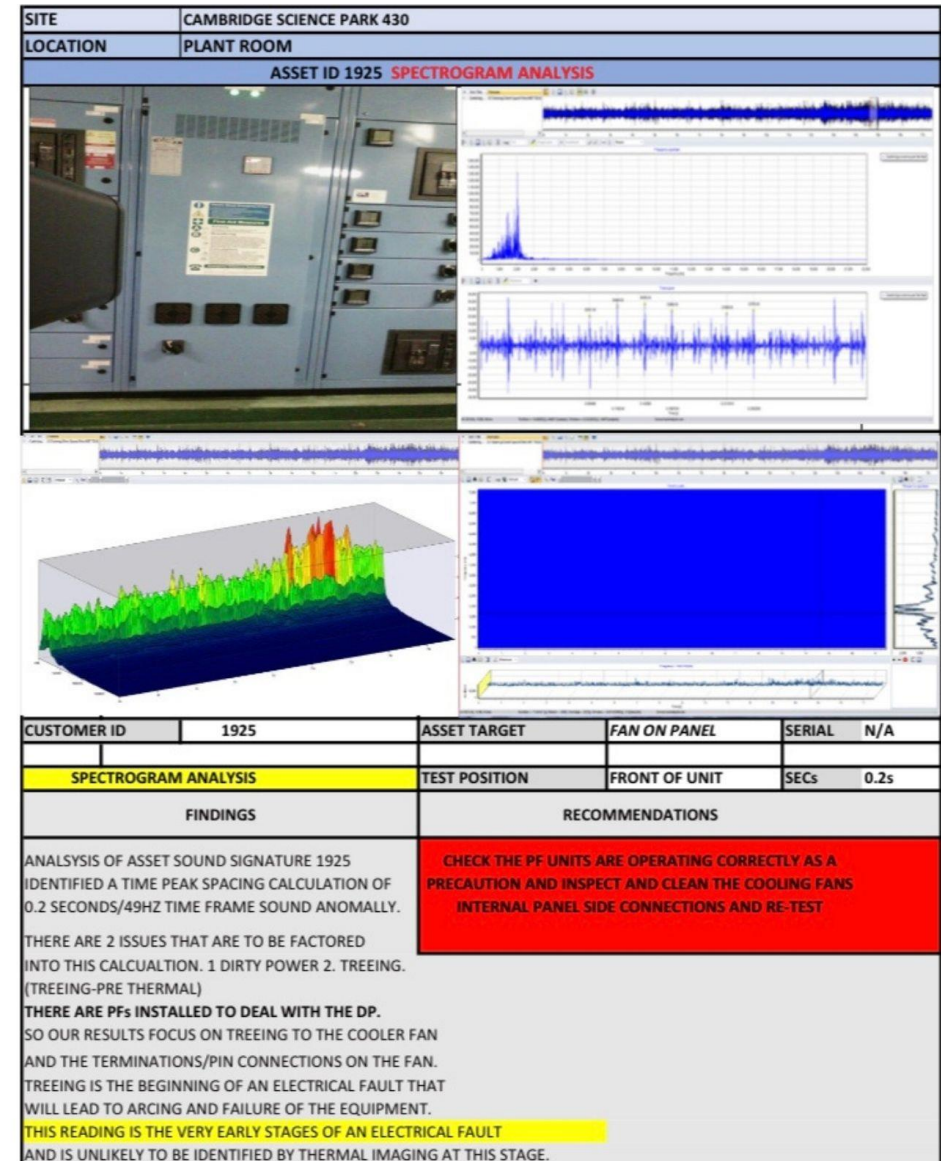 SITE CAMBRIDGE SCIENCE PARK 430
LOCATION PLANT ROOM
ASSET ID 1925 SPECTROGRAM ANALYSIS
CUSTOMER ID 1925 ASSET TARGET FAN ON PANEL SERIAL N/A
SPECTROGRAM ANALYSIS TEST POSITION FRONT OF UNIT SECs 0.2s
FINDINGS RECOMMENDATIONS
ANALSYSIS OF ASSET SOUND SIGNATURE 1925
IDENTIFIED A TIME PEAK SPACING CALCULATION OF
0.2 SECONDS/49HZ TIME FRAME SOUND ANOMALLY.
THERE ARE 2 ISSUES THAT ARE TO BE FACTORED
INTO THIS CALCUALTION. 1 DIRTY POWER 2. TREEING.
(TREEING-PRE THERMAL)
THERE ARE PFs INSTALLED TO DEAL WITH THE DP.
SO OUR RESULTS FOCUS ON TREEING TO THE COOLER FAN
AND THE TERMINATIONS/PIN CONNECTIONS ON THE FAN.
TREEING IS THE BEGINNING OF AN ELECTRICAL FAULT THAT
WILL LEAD TO ARCING AND FAILURE OF THE EQUIPMENT.
THIS READING IS THE VERY EARLY STAGES OF AN ELECTRICAL FAULT
AND IS UNLIKELY TO BE IDENTIFIED BY THERMAL IMAGING AT THIS STAGE.
CHECK THE PF UNITS ARE OPERATING CORRECTLY AS A
PRECAUTION AND INSPECT AND CLEAN THE COOLING FANS
INTERNAL PANEL SIDE CONNECTIONS AND RE-TEST